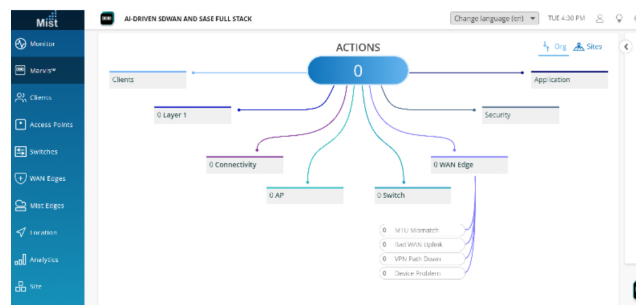 Mist
AI-DRIVEN SDWAN AND SASE FULL STACK
Change language (en)
TUE 4:30 PM
Monitor
Marvis™
Clients
Access Points
Switches
WAN Edges
Mist Edges
Location
Analytics
Site
ACTIONS
Org
Sites
0
Clients
Application
0 Layer 1
Security
0 Connectivity
0 WAN Edge
0 AP
0 Switch
0 MTU Mismatch
0 Bad WAN Uplink
0 VPN Path Down
0 Device Problem